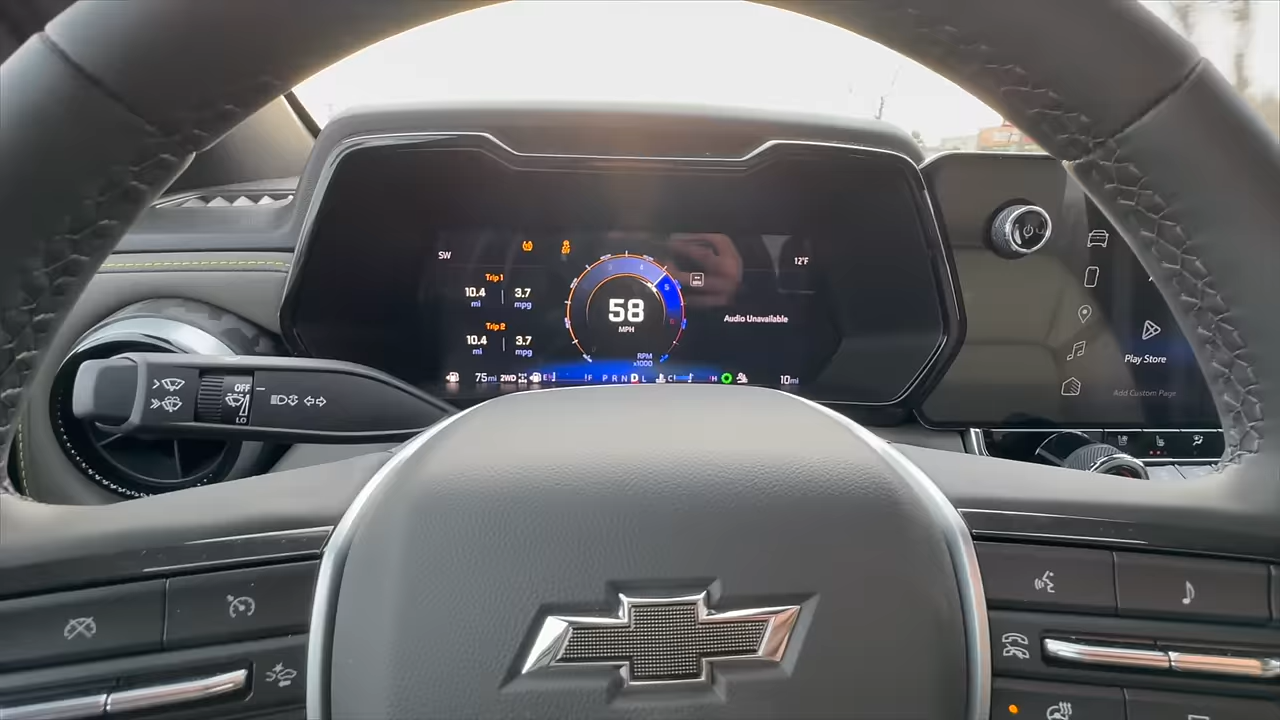 SW
12°F
Trip 1
10.4 3.7
mi mpg
58
MPH
Audio Unavailable
Trip 2
10.4 3.7
mi mpg
RPM
x1000
75mi 2WD E F P R N D L C H 10mi
OFF
LO
Play Store
Add Custom Page